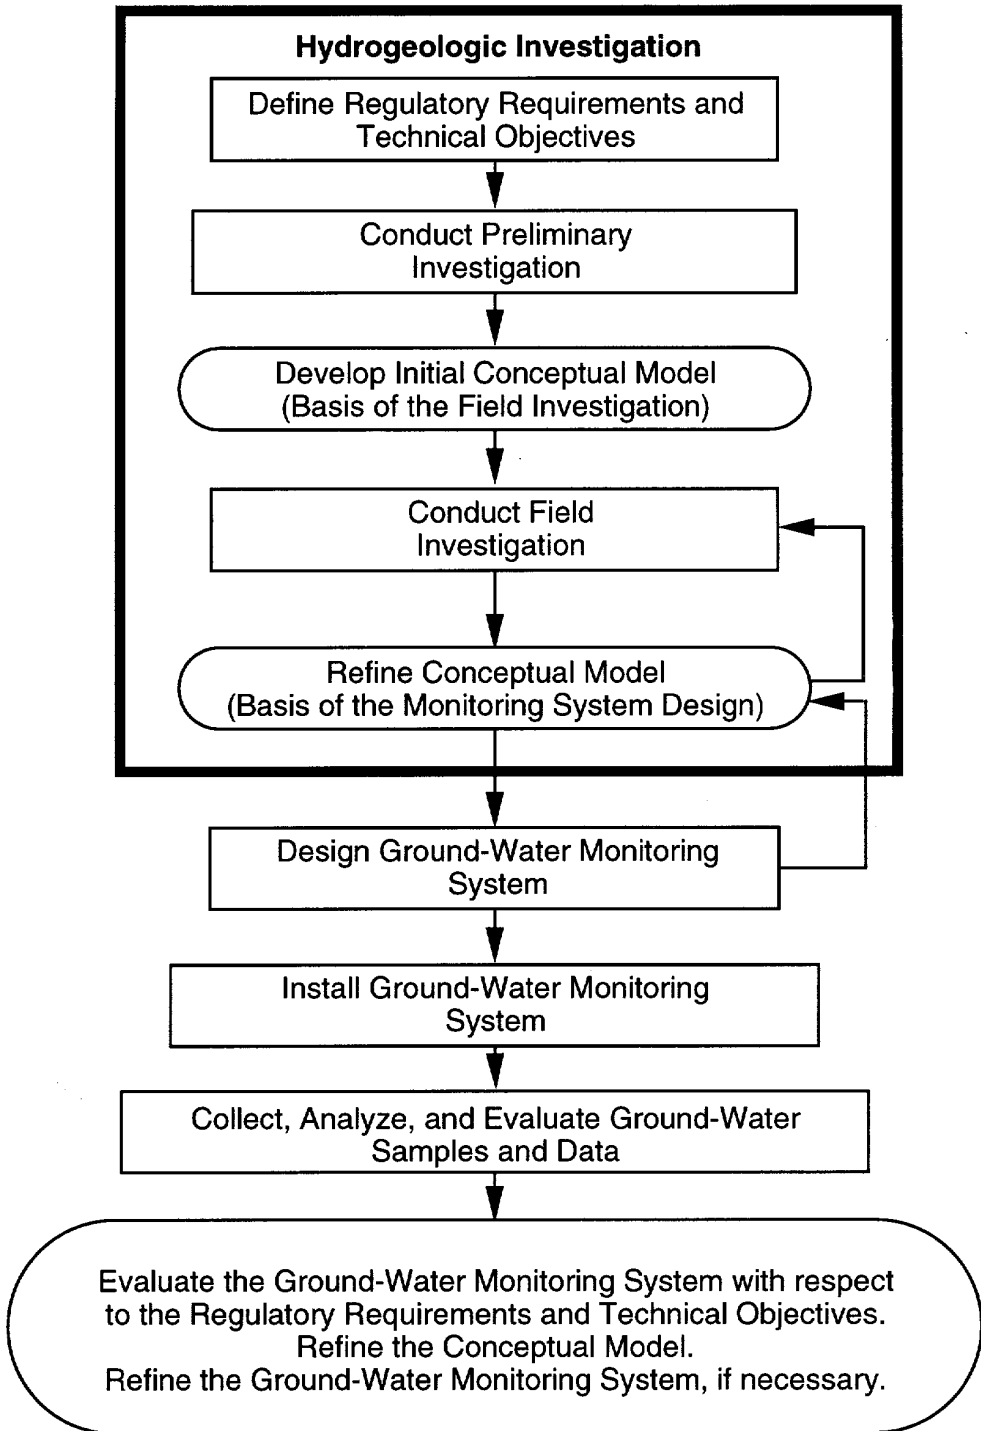 Hydrogeologic Investigation
Define Regulatory Requirements and
Technical Objectives
Conduct Preliminary
Investigation
Develop Initial Conceptual Model
(Basis of the Field Investigation)
Conduct Field
Investigation
Refine Conceptual Model
(Basis of the Monitoring System Design)
Design Ground-Water Monitoring
System
Install Ground-Water Monitoring
System
Collect, Analyze, and Evaluate Ground-Water
Samples and Data
Evaluate the Ground-Water Monitoring System with respect
to the Regulatory Requirements and Technical Objectives.
Refine the Conceptual Model.
Refine the Ground-Water Monitoring System, if necessary.